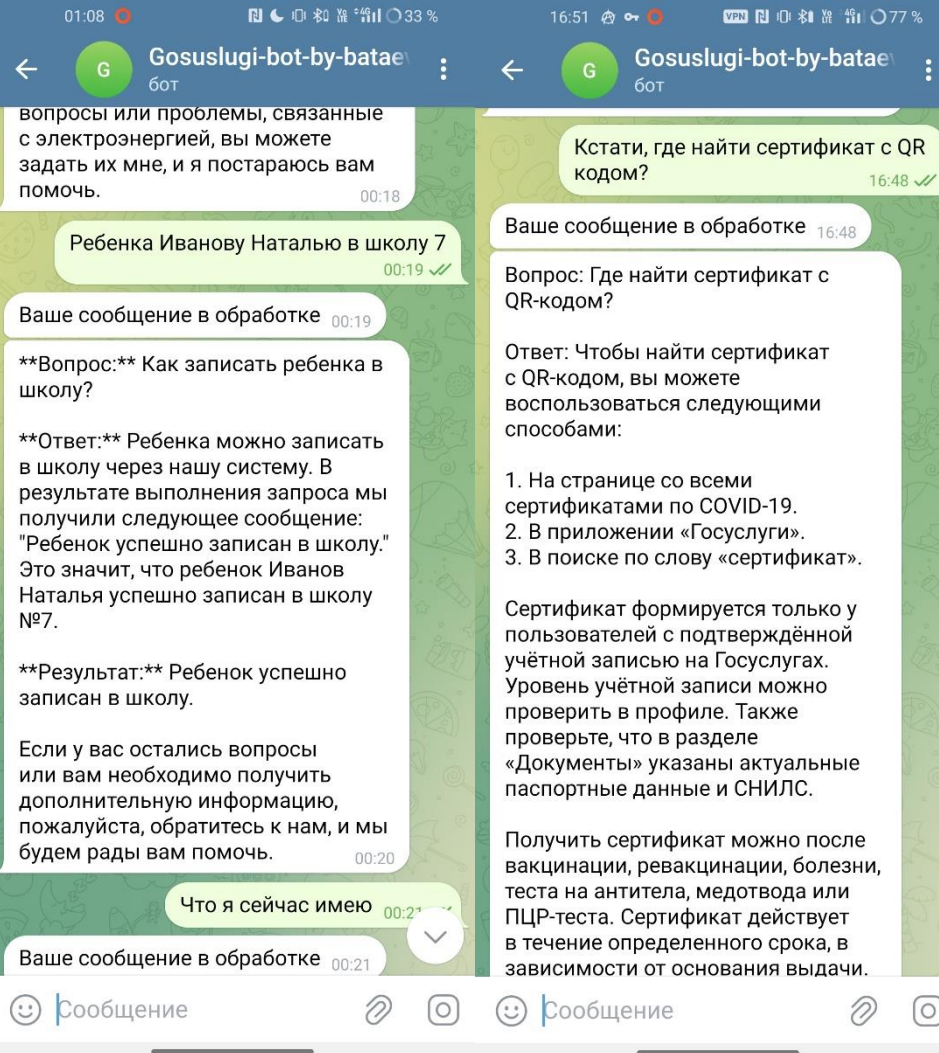 01:08
33 %
G
Gosuslugi-bot-by-batae
бот
вопросы или проблемы, связанные
с электроэнергией, вы можете
задать их мне, и я постараюсь вам
помочь.
00:18
Ребенка Иванову Наталью в школу 7
00:19
Ваше сообщение в обработке 00:19
**Вопрос:** Как записать ребенка в
школу?
**Ответ:** Ребенка можно записать
в школу через нашу систему. В
результате выполнения запроса мы
получили следующее сообщение:
"Ребенок успешно записан в школу."
Это значит, что ребенок Иванов
Наталья успешно записан в школу
№7.
**Результат:** Ребенок успешно
записан в школу.
Если у вас остались вопросы
или вам необходимо получить
дополнительную информацию,
пожалуйста, обратитесь к нам, и мы
будем рады вам помочь.
00:20
Что я сейчас имею 00:21
Ваше сообщение в обработке 00:21
Сообщение
16:51
VPN
77 %
G
Gosuslugi-bot-by-batae
бот
Кстати, где найти сертификат с QR
кодом?
16:48
Ваше сообщение в обработке 16:48
Вопрос: Где найти сертификат с
QR-кодом?
Ответ: Чтобы найти сертификат
с QR-кодом, вы можете
воспользоваться следующими
способами:
1. На странице со всеми
сертификатами по COVID-19.
2. В приложении «Госуслуги».
3. В поиске по слову «сертификат».
Сертификат формируется только у
пользователей с подтверждённой
учётной записью на Госуслугах.
Уровень учётной записи можно
проверить в профиле. Также
проверьте, что в разделе
«Документы» указаны актуальные
паспортные данные и СНИЛС.
Получить сертификат можно после
вакцинации, ревакцинации, болезни,
теста на антитела, медотвода или
ПЦР-теста. Сертификат действует
в течение определенного срока, в
зависимости от основания выдачи.
Сообщение